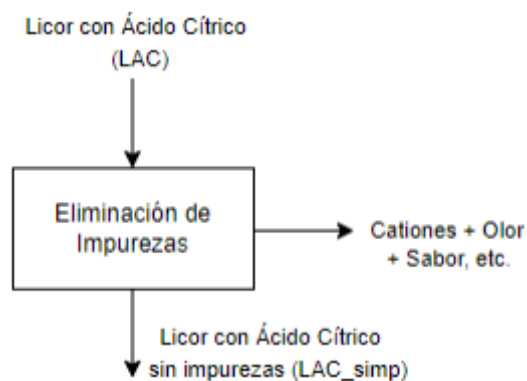 Licor con Ácido Cítrico
(LAC)
Eliminación de
Impurezas
Cationes + Olor
+ Sabor, etc.
Licor con Ácido Cítrico
sin impurezas (LAC_simp)